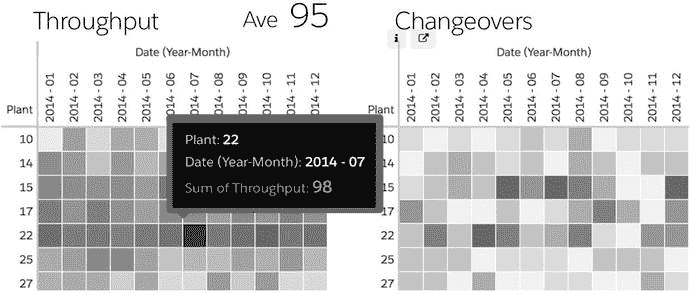 Throughput Ave 95
Date (Year-Month)
Plant 2014 - 01 2014 - 02 2014 - 03 2014 - 04 2014 - 05 2014 - 06 2014 - 07 2014 - 08 2014 - 09 2014 - 10 2014 - 11 2014 - 12
10
14
15
17
22
25
27
Plant: 22
Date (Year-Month): 2014 - 07
Sum of Throughput: 98
Changeovers
i
Date (Year-Month)
Plant 2014 - 01 2014 - 02 2014 - 03 2014 - 04 2014 - 05 2014 - 06 2014 - 07 2014 - 08 2014 - 09 2014 - 10 2014 - 11 2014 - 12
10
14
15
17
22
25
27